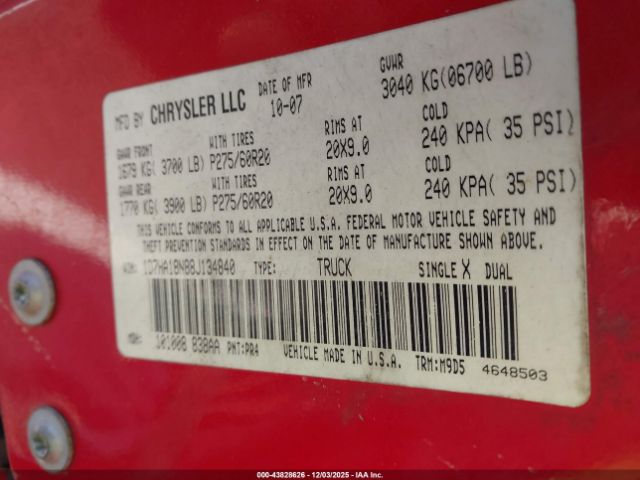 MFD BY CHRYSLER LLC DATE OF MFR GVWR
10-07 3040 KG(06700 LB)
GAWR FRONT WITH TIRES RIMS AT COLD
1679 KG( 3700 LB) P275/60R20 20X9.0 240 KPA( 35 PSI)
GAWR REAR WITH TIRES RIMS AT COLD
1770 KG( 3900 LB) P275/60R20 20X9.0 240 KPA( 35 PSI)
THIS VEHICLE CONFORMS TO ALL APPLICABLE U.S.A. FEDERAL MOTOR VEHICLE SAFETY AND
THEFT PREVENTION STANDARDS IN EFFECT ON THE DATE OF MANUFACTURE SHOWN ABOVE.
VIN: 1D7HA18N88J134840 TYPE: TRUCK SINGLE X DUAL
MDH: 101008 838AA PNT:PR4 VEHICLE MADE IN U.S.A. TRM:M9D5 4648503
000-43828626 - 12/03/2025 - IAA Inc.